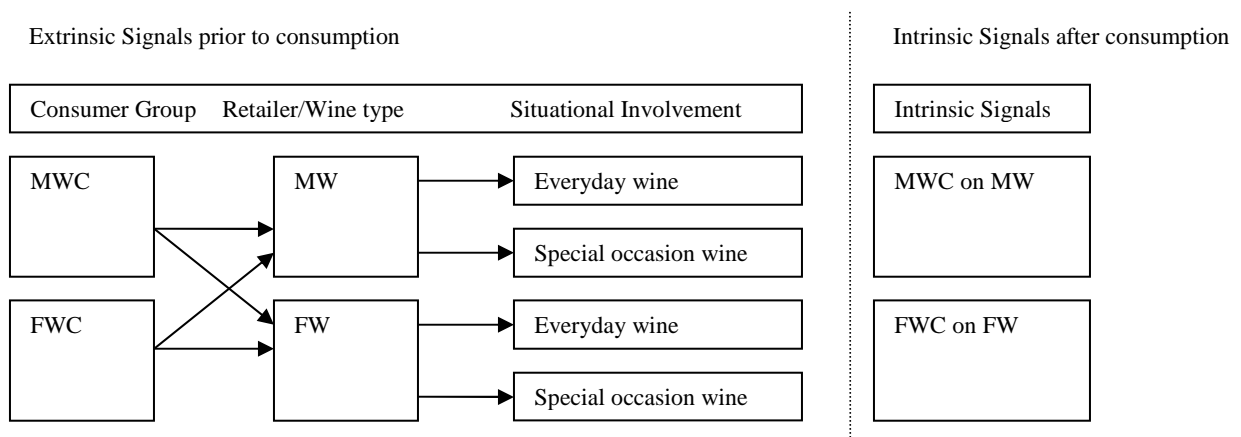 Extrinsic Signals prior to consumption
Intrinsic Signals after consumption
Consumer Group Retailer/Wine type Situational Involvement
Intrinsic Signals
MWC
MW
Everyday wine
MWC on MW
Special occasion wine
FWC
FW
Everyday wine
FWC on FW
Special occasion wine